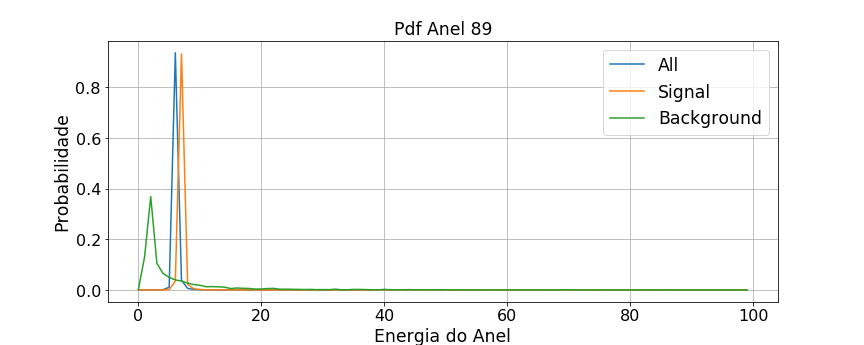 Pdf Anel 89
All
Signal
Background
Probabilidade
0.8
0.6
0.4
0.2
0.0
0 20 40 60 80 100
Energia do Anel